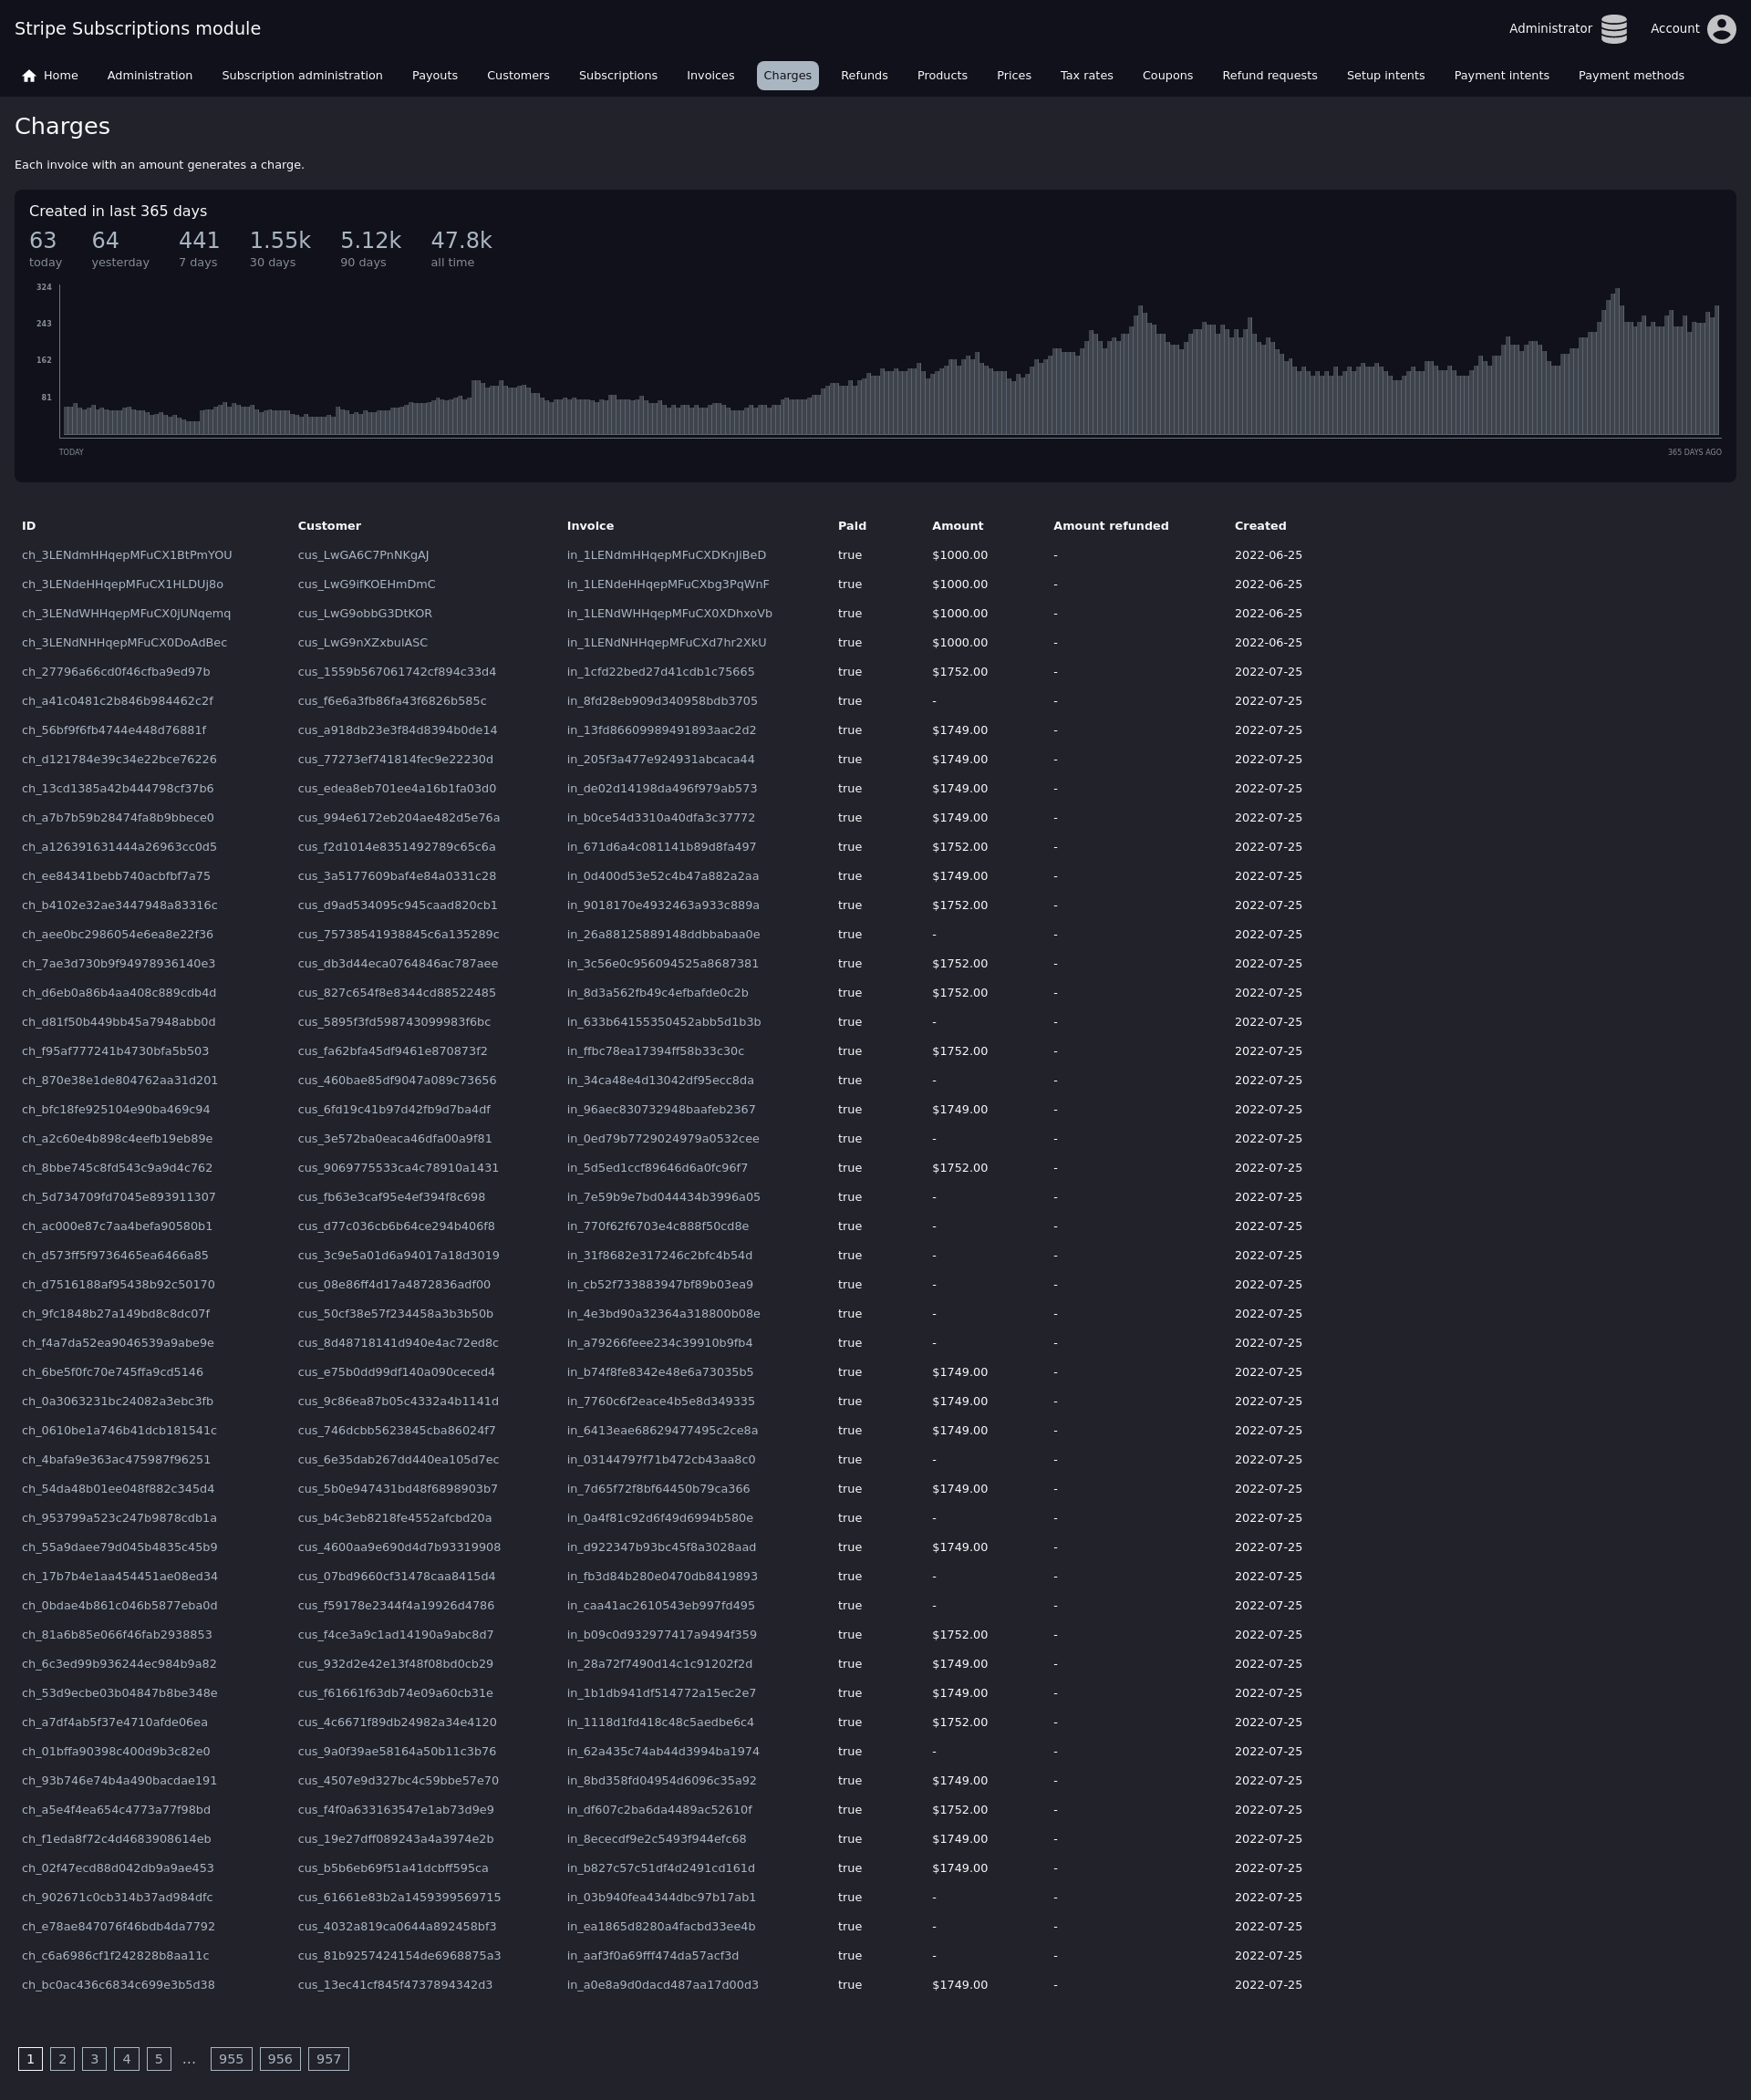 Stripe Subscriptions module
Administrator Account
Home Administration Subscription administration Payouts Customers Subscriptions Invoices Charges Refunds Products Prices Tax rates Coupons Refund requests Setup intents Payment intents Payment methods
Charges
Each invoice with an amount generates a charge.
Created in last 365 days
63 64 441 1.55k 5.12k 47.8k
today yesterday 7 days 30 days 90 days all time
324
243
162
81
TODAY 365 DAYS AGO
ID Customer Invoice Paid Amount Amount refunded Created
ch_3LENdmHHqepMFuCX1BtPmYOU cus_LwGA6C7PnNKgAJ in_1LENdmHHqepMFuCXDKnJiBeD true $1000.00 - 2022-06-25
ch_3LENdeHHqepMFuCX1HLDUj8o cus_LwG9ifKOEHmDmC in_1LENdeHHqepMFuCXbg3PqWnF true $1000.00 - 2022-06-25
ch_3LENdWHHqepMFuCX0jUNqemq cus_LwG9obbG3DtKOR in_1LENdWHHqepMFuCX0XDhxoVb true $1000.00 - 2022-06-25
ch_3LENdNHHqepMFuCX0DoAdBec cus_LwG9nXZxbulASC in_1LENdNHHqepMFuCXd7hr2XkU true $1000.00 - 2022-06-25
ch_27796a66cd0f46cfba9ed97b cus_1559b567061742cf894c33d4 in_1cfd22bed27d41cdb1c75665 true $1752.00 - 2022-07-25
ch_a41c0481c2b846b984462c2f cus_f6e6a3fb86fa43f6826b585c in_8fd28eb909d340958bdb3705 true - - 2022-07-25
ch_56bf9f6fb4744e448d76881f cus_a918db23e3f84d8394b0de14 in_13fd86609989491893aac2d2 true $1749.00 - 2022-07-25
ch_d121784e39c34e22bce76226 cus_77273ef741814fec9e22230d in_205f3a477e924931abcaca44 true $1749.00 - 2022-07-25
ch_13cd1385a42b444798cf37b6 cus_edea8eb701ee4a16b1fa03d0 in_de02d14198da496f979ab573 true $1749.00 - 2022-07-25
ch_a7b7b59b28474fa8b9bbece0 cus_994e6172eb204ae482d5e76a in_b0ce54d3310a40dfa3c37772 true $1749.00 - 2022-07-25
ch_a126391631444a26963cc0d5 cus_f2d1014e8351492789c65c6a in_671d6a4c081141b89d8fa497 true $1752.00 - 2022-07-25
ch_ee84341bebb740acbfbf7a75 cus_3a5177609baf4e84a0331c28 in_0d400d53e52c4b47a882a2aa true $1749.00 - 2022-07-25
ch_b4102e32ae3447948a83316c cus_d9ad534095c945caad820cb1 in_9018170e4932463a933c889a true $1752.00 - 2022-07-25
ch_aee0bc2986054e6ea8e22f36 cus_75738541938845c6a135289c in_26a88125889148ddbbabaa0e true - - 2022-07-25
ch_7ae3d730b9f94978936140e3 cus_db3d44eca0764846ac787aee in_3c56e0c956094525a8687381 true $1752.00 - 2022-07-25
ch_d6eb0a86b4aa408c889cdb4d cus_827c654f8e8344cd88522485 in_8d3a562fb49c4efbafde0c2b true $1752.00 - 2022-07-25
ch_d81f50b449bb45a7948abb0d cus_5895f3fd598743099983f6bc in_633b64155350452abb5d1b3b true - - 2022-07-25
ch_f95af777241b4730bfa5b503 cus_fa62bfa45df9461e870873f2 in_ffbc78ea17394ff58b33c30c true $1752.00 - 2022-07-25
ch_870e38e1de804762aa31d201 cus_460bae85df9047a089c73656 in_34ca48e4d13042df95ecc8da true - - 2022-07-25
ch_bfc18fe925104e90ba469c94 cus_6fd19c41b97d42fb9d7ba4df in_96aec830732948baafeb2367 true $1749.00 - 2022-07-25
ch_a2c60e4b898c4eefb19eb89e cus_3e572ba0eaca46dfa00a9f81 in_0ed79b7729024979a0532cee true - - 2022-07-25
ch_8bbe745c8fd543c9a9d4c762 cus_9069775533ca4c78910a1431 in_5d5ed1ccf89646d6a0fc96f7 true $1752.00 - 2022-07-25
ch_5d734709fd7045e893911307 cus_fb63e3caf95e4ef394f8c698 in_7e59b9e7bd044434b3996a05 true - - 2022-07-25
ch_ac000e87c7aa4befa90580b1 cus_d77c036cb6b64ce294b406f8 in_770f62f6703e4c888f50cd8e true - - 2022-07-25
ch_d573ff5f9736465ea6466a85 cus_3c9e5a01d6a94017a18d3019 in_31f8682e317246c2bfc4b54d true - - 2022-07-25
ch_d7516188af95438b92c50170 cus_08e86ff4d17a4872836adf00 in_cb52f733883947bf89b03ea9 true - - 2022-07-25
ch_9fc1848b27a149bd8c8dc07f cus_50cf38e57f234458a3b3b50b in_4e3bd90a32364a318800b08e true - - 2022-07-25
ch_f4a7da52ea9046539a9abe9e cus_8d48718141d940e4ac72ed8c in_a79266feee234c39910b9fb4 true - - 2022-07-25
ch_6be5f0fc70e745ffa9cd5146 cus_e75b0dd99df140a090ceced4 in_b74f8fe8342e48e6a73035b5 true $1749.00 - 2022-07-25
ch_0a3063231bc24082a3ebc3fb cus_9c86ea87b05c4332a4b1141d in_7760c6f2eace4b5e8d349335 true $1749.00 - 2022-07-25
ch_0610be1a746b41dcb181541c cus_746dcbb5623845cba86024f7 in_6413eae68629477495c2ce8a true $1749.00 - 2022-07-25
ch_4bafa9e363ac475987f96251 cus_6e35dab267dd440ea105d7ec in_03144797f71b472cb43aa8c0 true - - 2022-07-25
ch_54da48b01ee048f882c345d4 cus_5b0e947431bd48f6898903b7 in_7d65f72f8bf64450b79ca366 true $1749.00 - 2022-07-25
ch_953799a523c247b9878cdb1a cus_b4c3eb8218fe4552afcbd20a in_0a4f81c92d6f49d6994b580e true - - 2022-07-25
ch_55a9daee79d045b4835c45b9 cus_4600aa9e690d4d7b93319908 in_d922347b93bc45f8a3028aad true $1749.00 - 2022-07-25
ch_17b7b4e1aa454451ae08ed34 cus_07bd9660cf31478caa8415d4 in_fb3d84b280e0470db8419893 true - - 2022-07-25
ch_0bdae4b861c046b5877eba0d cus_f59178e2344f4a19926d4786 in_caa41ac2610543eb997fd495 true - - 2022-07-25
ch_81a6b85e066f46fab2938853 cus_f4ce3a9c1ad14190a9abc8d7 in_b09c0d932977417a9494f359 true $1752.00 - 2022-07-25
ch_6c3ed99b936244ec984b9a82 cus_932d2e42e13f48f08bd0cb29 in_28a72f7490d14c1c91202f2d true $1749.00 - 2022-07-25
ch_53d9ecbe03b04847b8be348e cus_f61661f63db74e09a60cb31e in_1b1db941df514772a15ec2e7 true $1749.00 - 2022-07-25
ch_a7df4ab5f37e4710afde06ea cus_4c6671f89db24982a34e4120 in_1118d1fd418c48c5aedbe6c4 true $1752.00 - 2022-07-25
ch_01bffa90398c400d9b3c82e0 cus_9a0f39ae58164a50b11c3b76 in_62a435c74ab44d3994ba1974 true - - 2022-07-25
ch_93b746e74b4a490bacdae191 cus_4507e9d327bc4c59bbe57e70 in_8bd358fd04954d6096c35a92 true $1749.00 - 2022-07-25
ch_a5e4f4ea654c4773a77f98bd cus_f4f0a633163547e1ab73d9e9 in_df607c2ba6da4489ac52610f true $1752.00 - 2022-07-25
ch_f1eda8f72c4d4683908614eb cus_19e27dff089243a4a3974e2b in_8ececdf9e2c5493f944efc68 true $1749.00 - 2022-07-25
ch_02f47ecd88d042db9a9ae453 cus_b5b6eb69f51a41dcbff595ca in_b827c57c51df4d2491cd161d true $1749.00 - 2022-07-25
ch_902671c0cb314b37ad984dfc cus_61661e83b2a1459399569715 in_03b940fea4344dbc97b17ab1 true - - 2022-07-25
ch_e78ae847076f46bdb4da7792 cus_4032a819ca0644a892458bf3 in_ea1865d8280a4facbd33ee4b true - - 2022-07-25
ch_c6a6986cf1f242828b8aa11c cus_81b9257424154de6968875a3 in_aaf3f0a69fff474da57acf3d true - - 2022-07-25
ch_bc0ac436c6834c699e3b5d38 cus_13ec41cf845f4737894342d3 in_a0e8a9d0dacd487aa17d00d3 true $1749.00 - 2022-07-25
1 2 3 4 5 ... 955 956 957